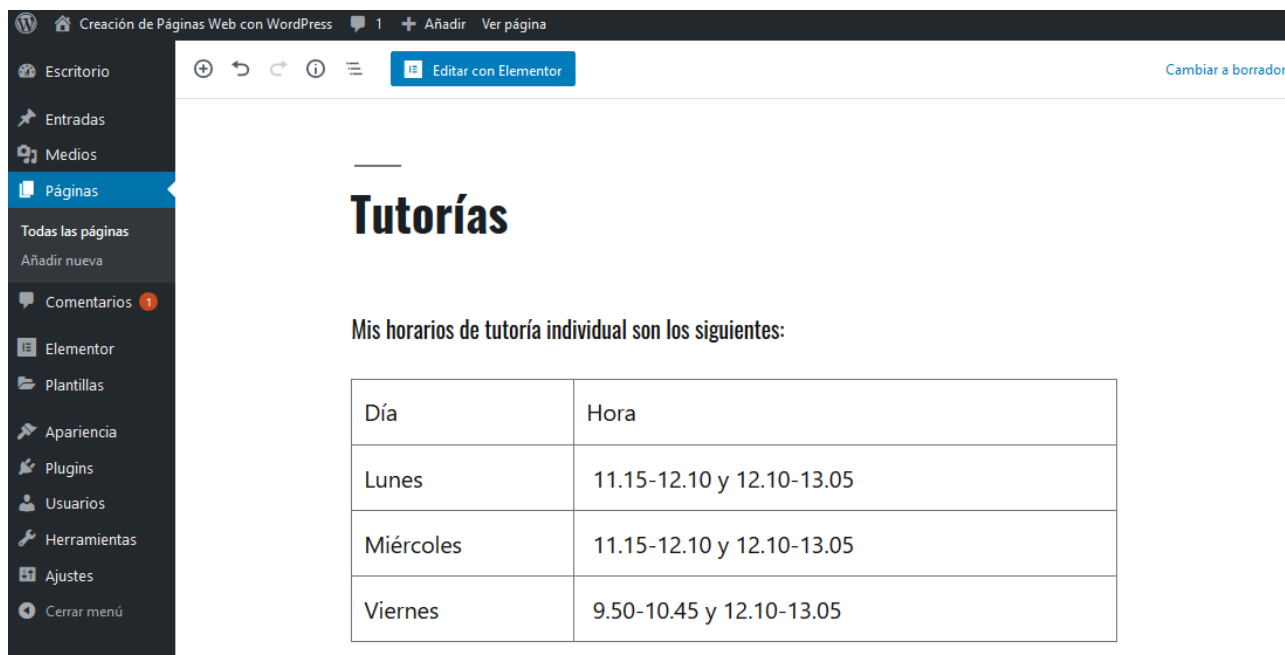 Creación de Páginas Web con WordPress 1 Añadir Ver página
Escritorio
Editar con Elementor
Cambiar a borrador
Entradas
Medios
Páginas
Todas las páginas
Añadir nueva
Comentarios 1
Elementor
Plantillas
Apariencia
Plugins
Usuarios
Herramientas
Ajustes
Cerrar menú
Tutorías
Mis horarios de tutoría individual son los siguientes:
Día Hora
Lunes 11.15-12.10 y 12.10-13.05
Miércoles 11.15-12.10 y 12.10-13.05
Viernes 9.50-10.45 y 12.10-13.05